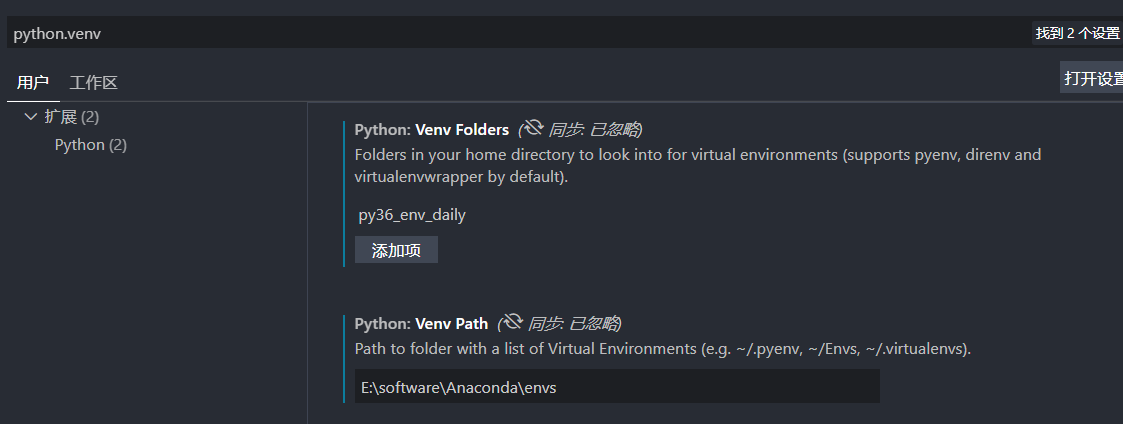 python.venv
找到 2 个设置
用户 工作区
打开设置
扩展 (2)
Python (2)
Python: Venv Folders (同步: 已忽略)
Folders in your home directory to look into for virtual environments (supports pyenv, direnv and
virtualenvwrapper by default).
py36_env_daily
添加项
Python: Venv Path (同步: 已忽略)
Path to folder with a list of Virtual Environments (e.g. ~/.pyenv, ~/Envs, ~/.virtualenvs).
E:\software\Anaconda\envs